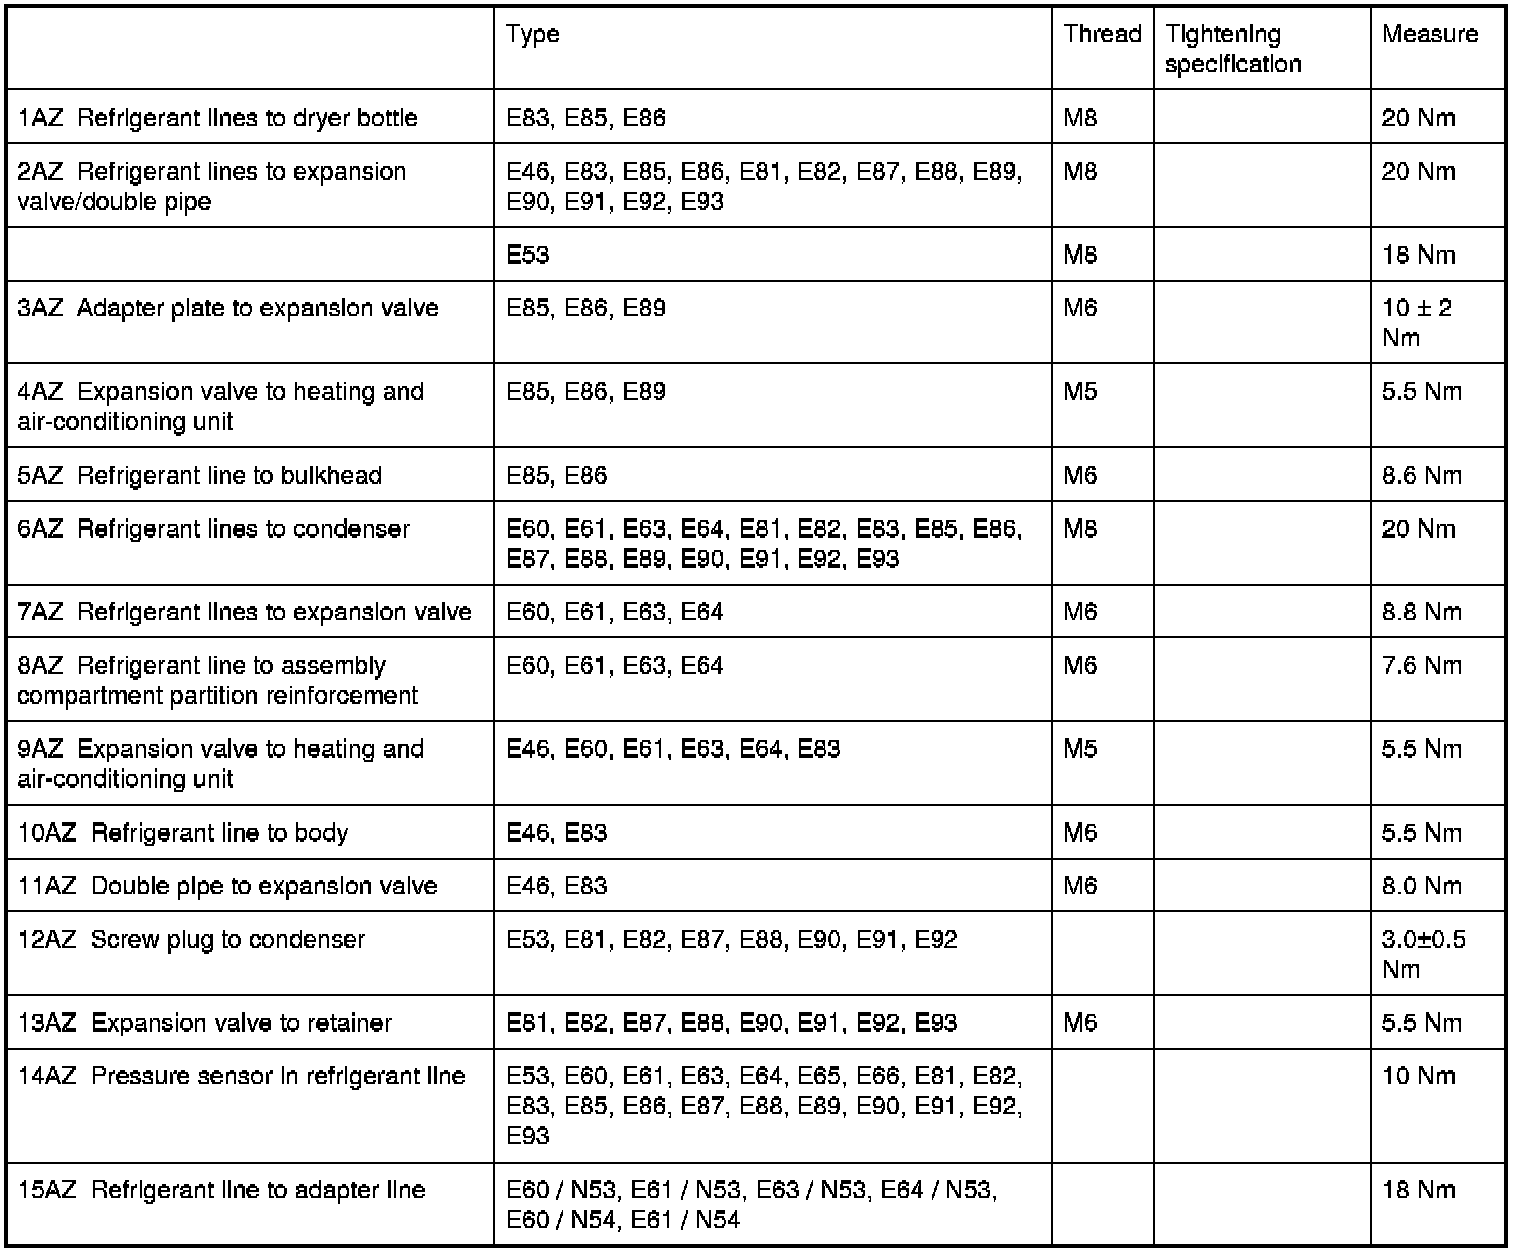 Type Thread Tightening Measure
specification
1AZ Refrigerant lines to dryer bottle E83, E85, E86 M8 20 Nm
2AZ Refrigerant lines to expansion E46, E83, E85, E86, E81, E82, E87, E88, E89, M8 20 Nm
valve/double pipe E90, E91, E92, E93
E53 M8 18 Nm
3AZ Adapter plate to expansion valve E85, E86, E89 M6 10 ± 2
Nm
4AZ Expansion valve to heating and E85, E86, E89 M5 5.5 Nm
air-conditioning unit
5AZ Refrigerant line to bulkhead E85, E86 M6 8.6 Nm
6AZ Refrigerant lines to condenser E60, E61, E63, E64, E81, E82, E83, E85, E86, M8 20 Nm
E87, E88, E89, E90, E91, E92, E93
7AZ Refrigerant lines to expansion valve E60, E61, E63, E64 M6 8.8 Nm
8AZ Refrigerant line to assembly E60, E61, E63, E64 M6 7.6 Nm
compartment partition reinforcement
9AZ Expansion valve to heating and E46, E60, E61, E63, E64, E83 M5 5.5 Nm
air-conditioning unit
10AZ Refrigerant line to body E46, E83 M6 5.5 Nm
11AZ Double pipe to expansion valve E46, E83 M6 8.0 Nm
12AZ Screw plug to condenser E53, E81, E82, E87, E88, E90, E91, E92 3.0±0.5
Nm
13AZ Expansion valve to retainer E81, E82, E87, E88, E90, E91, E92, E93 M6 5.5 Nm
14AZ Pressure sensor in refrigerant line E53, E60, E61, E63, E64, E65, E66, E81, E82, 10 Nm
E83, E85, E86, E87, E88, E89, E90, E91, E92,
E93
15AZ Refrigerant line to adapter line E60 / N53, E61 / N53, E63 / N53, E64 / N53, 18 Nm
E60 / N54, E61 / N54